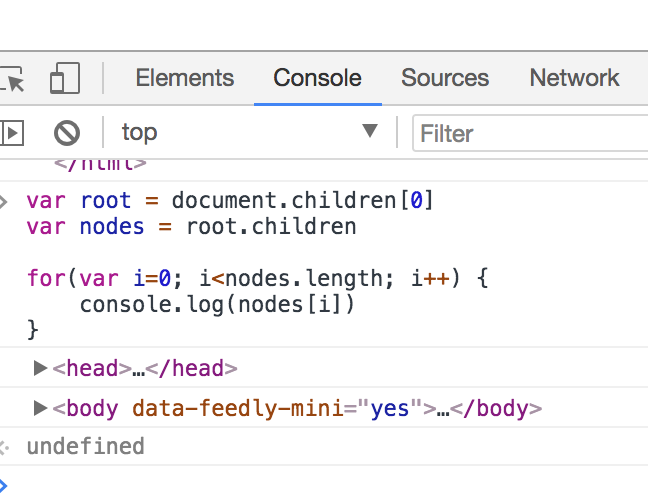 Elements Console Sources Network
top Filter
</html>
var root = document.children[0]
var nodes = root.children
for(var i=0; i<nodes.length; i++) {
    console.log(nodes[i])
}
<head>…</head>
<body data-feedly-mini="yes">…</body>
undefined